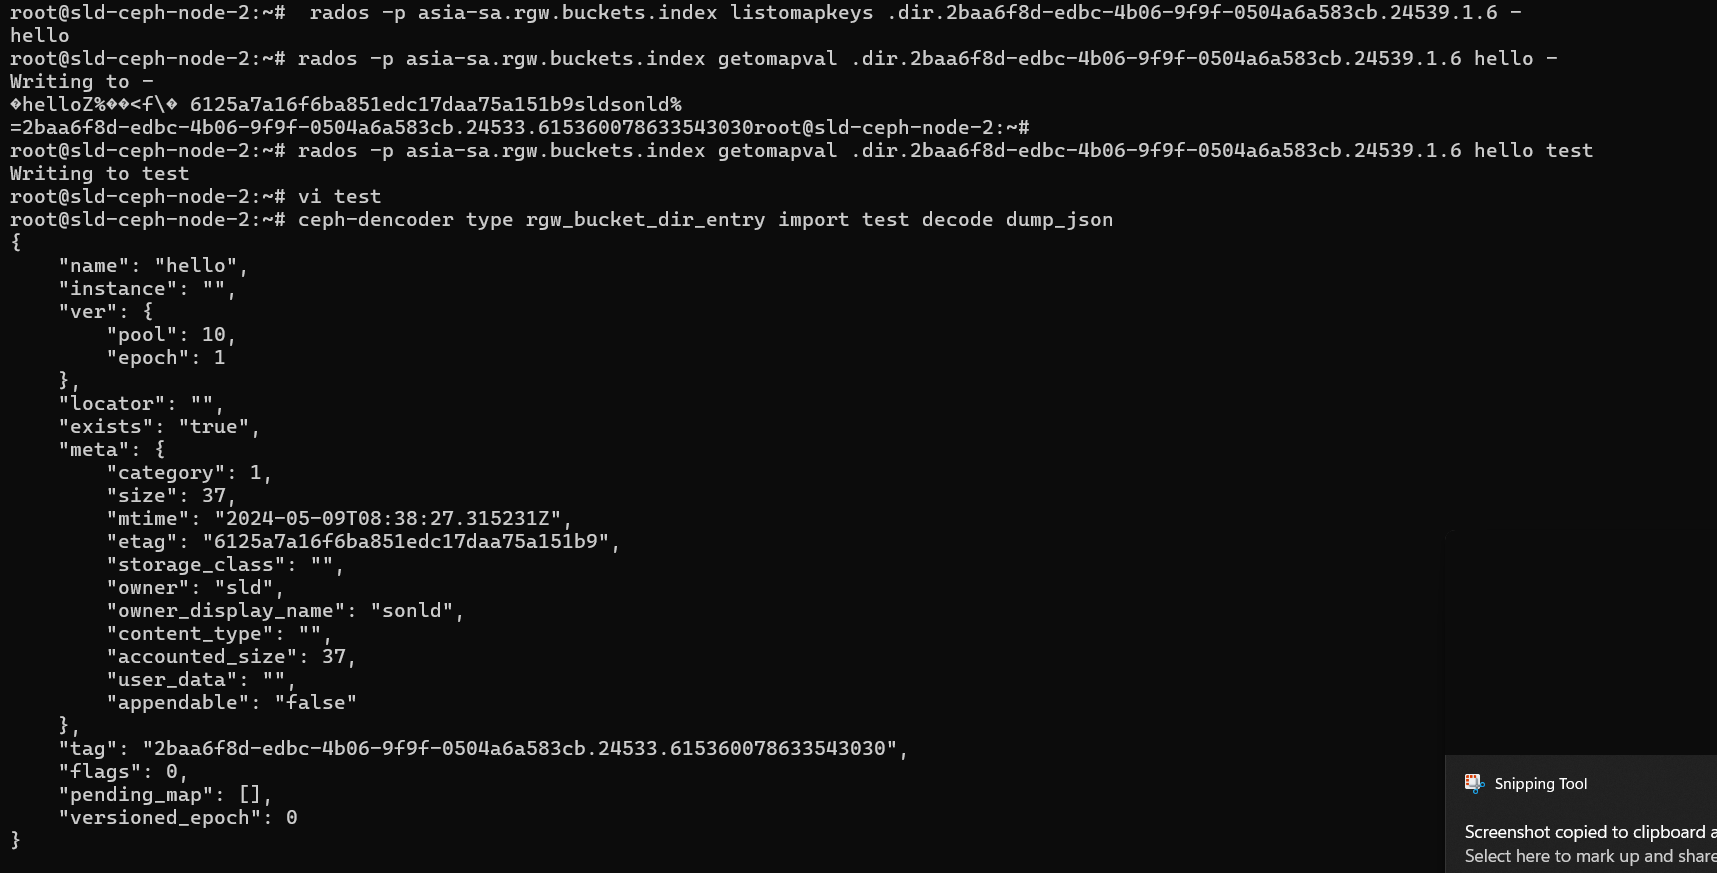 root@sld-ceph-node-2:~#  rados -p asia-sa.rgw.buckets.index listomapkeys .dir.2baa6f8d-edbc-4b06-9f9f-0504a6a583cb.24539.1.6 -
hello
root@sld-ceph-node-2:~# rados -p asia-sa.rgw.buckets.index getomapval .dir.2baa6f8d-edbc-4b06-9f9f-0504a6a583cb.24539.1.6 hello -
Writing to -
�helloZ%��<f\� 6125a7a16f6ba851edc17daa75a151b9sldsonld%
=2baa6f8d-edbc-4b06-9f9f-0504a6a583cb.24533.615360078633543030root@sld-ceph-node-2:~#
root@sld-ceph-node-2:~# rados -p asia-sa.rgw.buckets.index getomapval .dir.2baa6f8d-edbc-4b06-9f9f-0504a6a583cb.24539.1.6 hello test
Writing to test
root@sld-ceph-node-2:~# vi test
root@sld-ceph-node-2:~# ceph-dencoder type rgw_bucket_dir_entry import test decode dump_json
{
    "name": "hello",
    "instance": "",
    "ver": {
        "pool": 10,
        "epoch": 1
    },
    "locator": "",
    "exists": "true",
    "meta": {
        "category": 1,
        "size": 37,
        "mtime": "2024-05-09T08:38:27.315231Z",
        "etag": "6125a7a16f6ba851edc17daa75a151b9",
        "storage_class": "",
        "owner": "sld",
        "owner_display_name": "sonld",
        "content_type": "",
        "accounted_size": 37,
        "user_data": "",
        "appendable": "false"
    },
    "tag": "2baa6f8d-edbc-4b06-9f9f-0504a6a583cb.24533.615360078633543030",
    "flags": 0,
    "pending_map": [],
    "versioned_epoch": 0
}
Snipping Tool
Screenshot copied to clipboard a
Select here to mark up and share